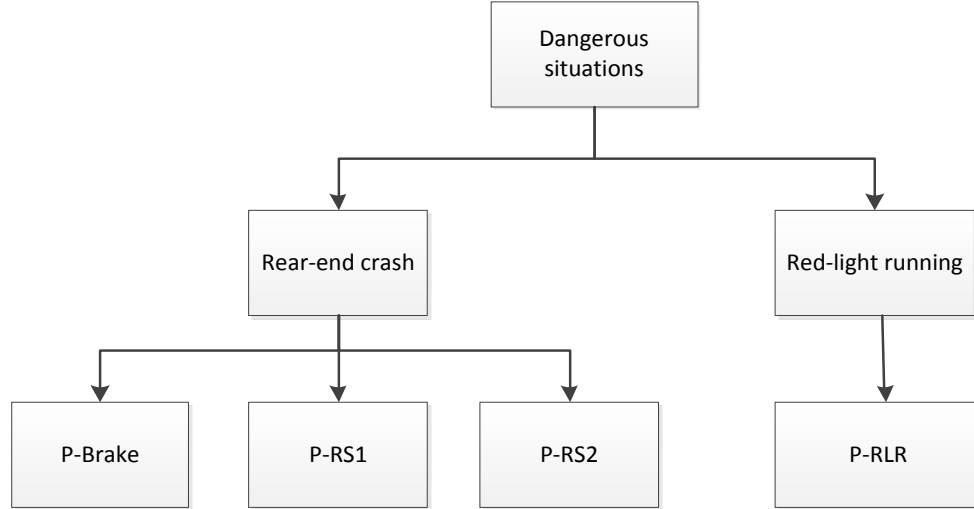 Dangerous
situations
Rear-end crash
Red-light running
P-Brake
P-RS1
P-RS2
P-RLR